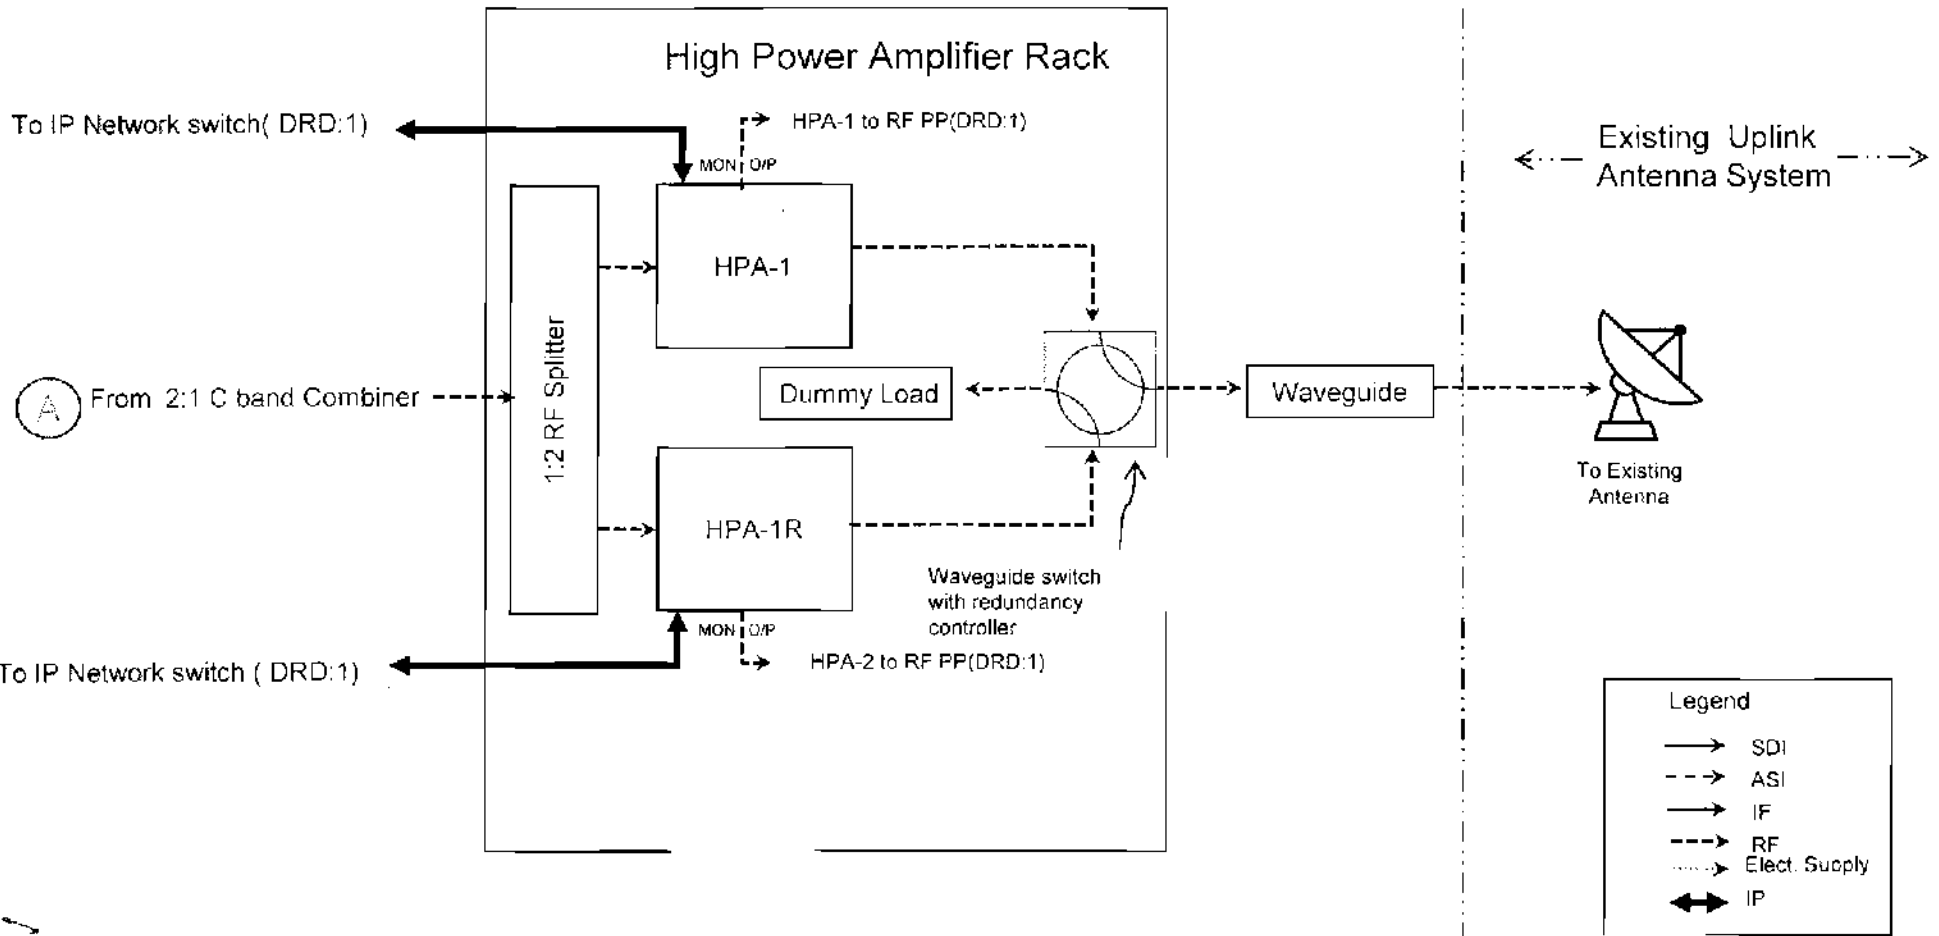 High Power Amplifier Rack
To IP Network switch( DRD:1)
HPA-1 to RF PP(DRD:1)
MON O/P
Existing Uplink
Antenna System
HPA-1
1:2 RF Splitter
A
From 2:1 C band Combiner
Dummy Load
Waveguide
To Existing
Antenna
HPA-1R
Waveguide switch
with redundancy
controller
MON O/P
HPA-2 to RF PP(DRD:1)
To IP Network switch ( DRD:1)
Legend
SDI
ASI
IF
RF
Elect. Supply
IP